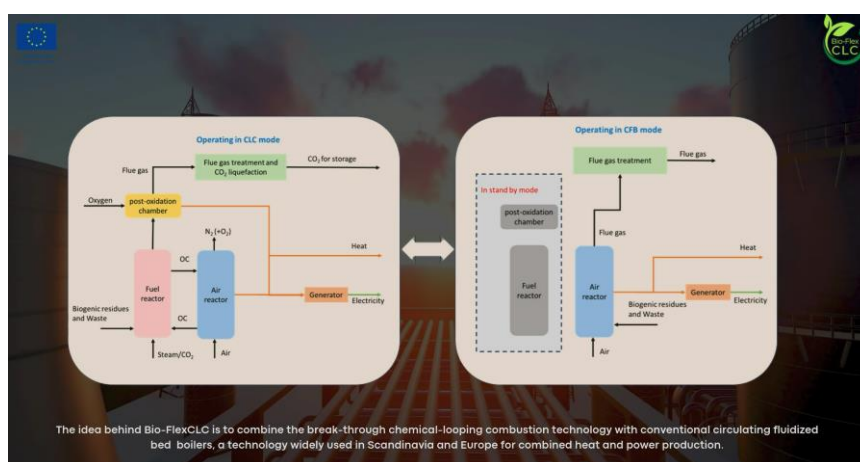 Bio-Flex
CLC
Operating in CLC mode
Flue gas
Flue gas treatment and
CO₂ liquefaction
CO₂ for storage
Oxygen
post-oxidation
chamber
N₂(+O₂)
Heat
OC
Fuel
reactor
Air
reactor
Generator
Electricity
Biogenic residues
and Waste
OC
Steam/CO₂
Air
Operating in CFB mode
Flue gas treatment
Flue gas
In stand by mode
post-oxidation
chamber
Flue gas
Heat
Fuel
reactor
Air
reactor
Generator
Electricity
Biogenic residues
and Waste
Air
The idea behind Bio-FlexCLC is to combine the break-through chemical-looping combustion technology with conventional circulating fluidized
bed boilers, a technology widely used in Scandinavia and Europe for combined heat and power production.